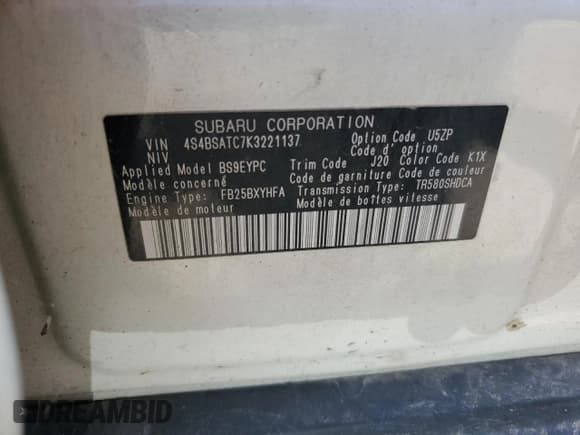 SUBARU CORPORATION
VIN 4S4BSATC7K3221137 Option Code U5ZP
NIV Code d' option
Applied Model BS9EYPC Trim Code J20 Color Code K1X
Modèle concerné Code de garniture Code de couleur
Engine Type: FB25BXYHFA Transmission Type: TR580SHDCA
Modèle de moteur Modèle de boîtes vitesse
DREAMBID